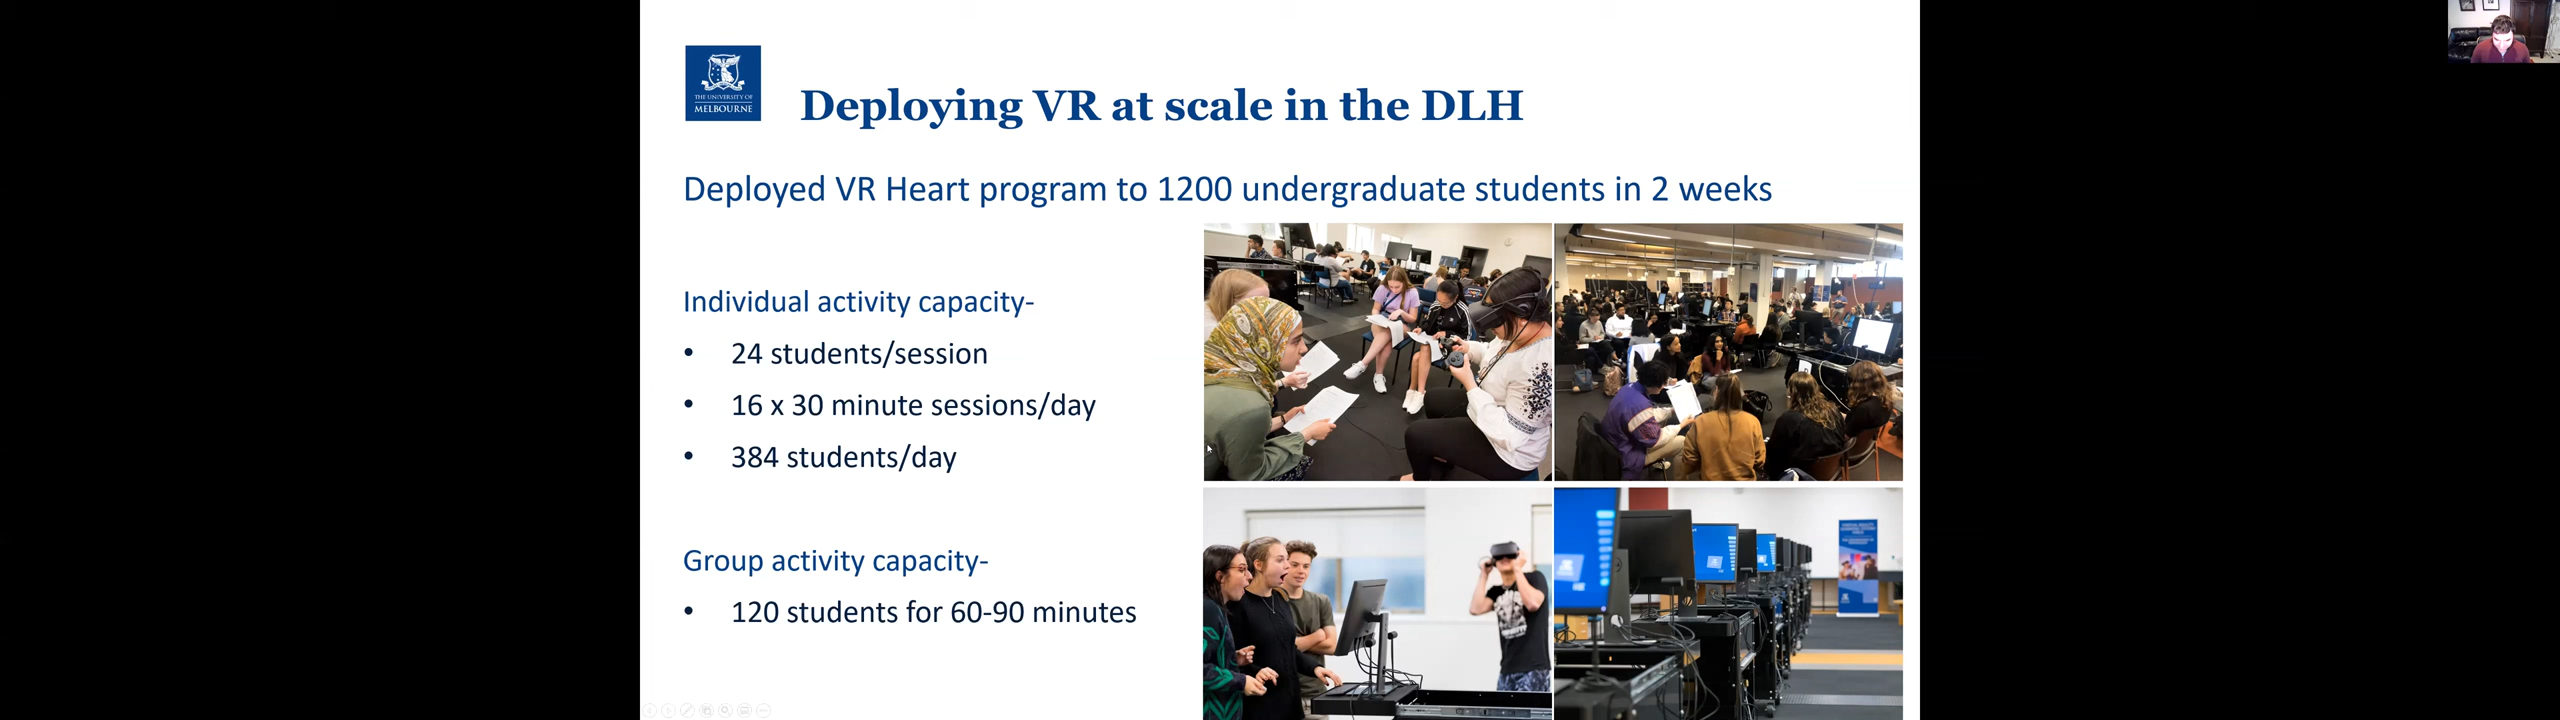 THE UNIVERSITY OF
MELBOURNE
Deploying VR at scale in the DLH
Deployed VR Heart program to 1200 undergraduate students in 2 weeks
Individual activity capacity-
• 24 students/session
• 16 x 30 minute sessions/day
• 384 students/day
Group activity capacity-
• 120 students for 60-90 minutes